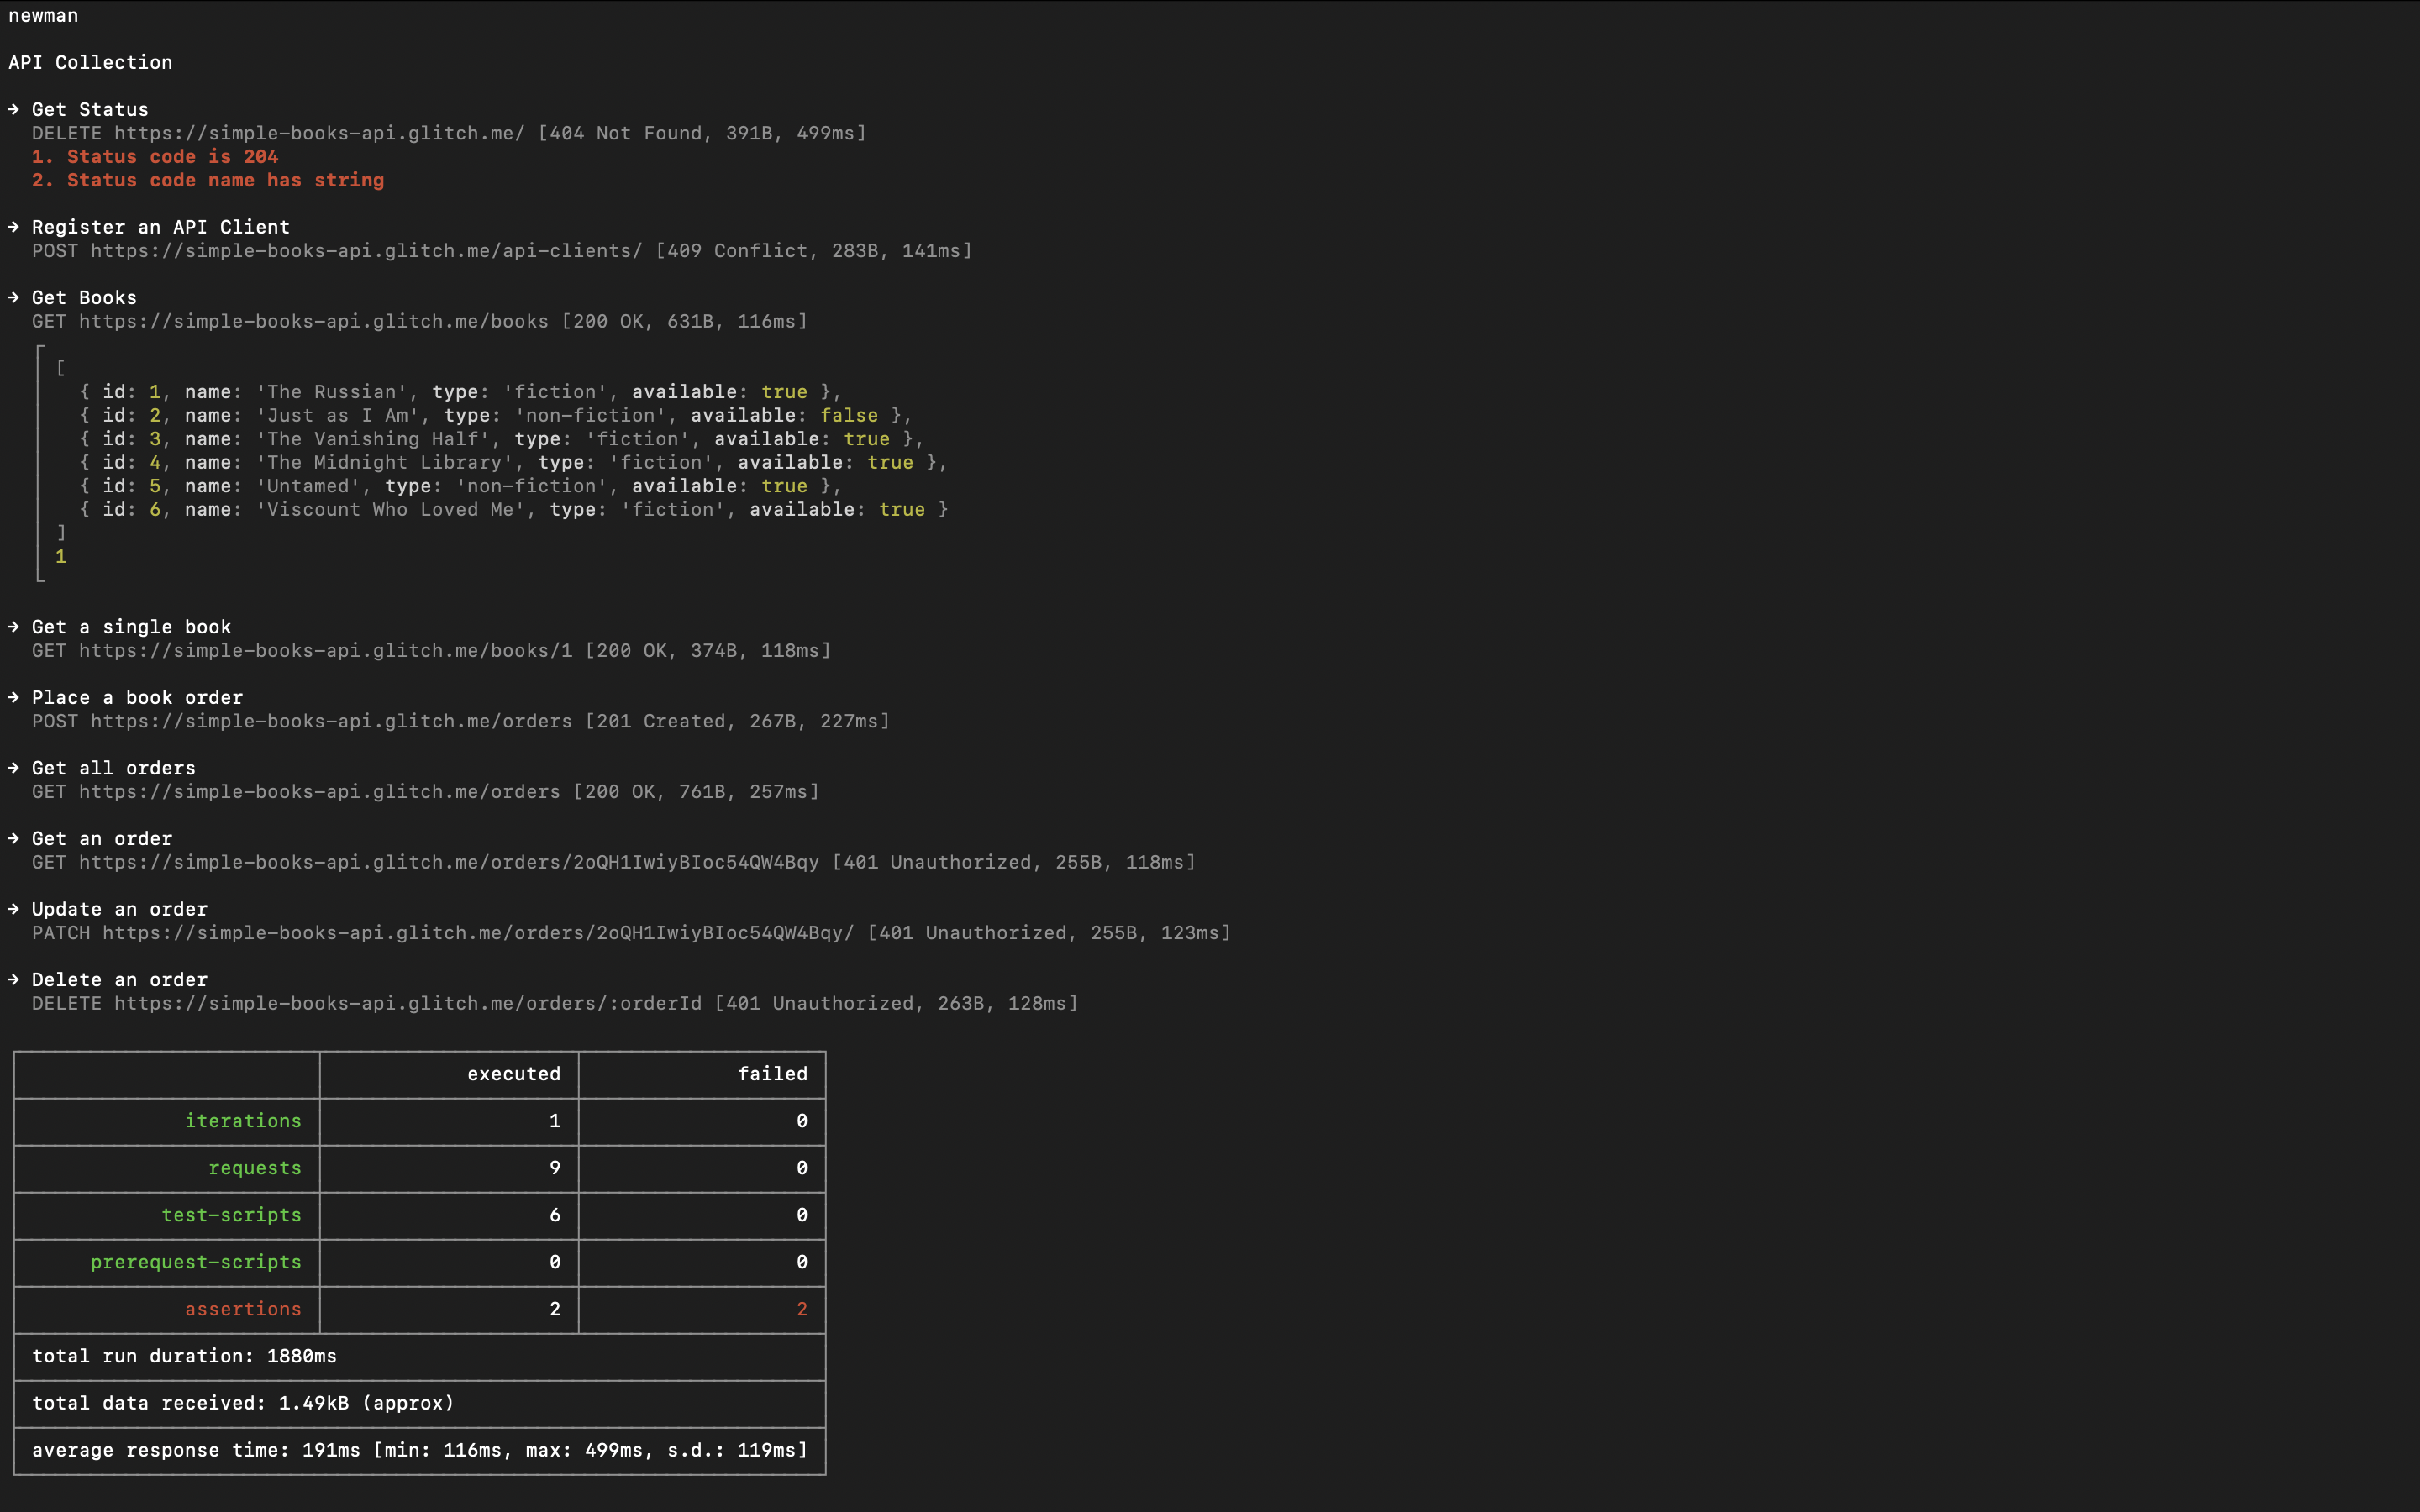 newman
API Collection
→ Get Status
DELETE https://simple-books-api.glitch.me/ [404 Not Found, 391B, 499ms]
1. Status code is 204
2. Status code name has string
→ Register an API Client
POST https://simple-books-api.glitch.me/api-clients/ [409 Conflict, 283B, 141ms]
→ Get Books
GET https://simple-books-api.glitch.me/books [200 OK, 631B, 116ms]
[
{ id: 1, name: 'The Russian', type: 'fiction', available: true },
{ id: 2, name: 'Just as I Am', type: 'non-fiction', available: false },
{ id: 3, name: 'The Vanishing Half', type: 'fiction', available: true },
{ id: 4, name: 'The Midnight Library', type: 'fiction', available: true },
{ id: 5, name: 'Untamed', type: 'non-fiction', available: true },
{ id: 6, name: 'Viscount Who Loved Me', type: 'fiction', available: true }
]
1
→ Get a single book
GET https://simple-books-api.glitch.me/books/1 [200 OK, 374B, 118ms]
→ Place a book order
POST https://simple-books-api.glitch.me/orders [201 Created, 267B, 227ms]
→ Get all orders
GET https://simple-books-api.glitch.me/orders [200 OK, 761B, 257ms]
→ Get an order
GET https://simple-books-api.glitch.me/orders/2oQH1IwiyBIoc54QW4Bqy [401 Unauthorized, 255B, 118ms]
→ Update an order
PATCH https://simple-books-api.glitch.me/orders/2oQH1IwiyBIoc54QW4Bqy/ [401 Unauthorized, 255B, 123ms]
→ Delete an order
DELETE https://simple-books-api.glitch.me/orders/:orderId [401 Unauthorized, 263B, 128ms]
executed failed
iterations 1 0
requests 9 0
test-scripts 6 0
prerequest-scripts 0 0
assertions 2 2
total run duration: 1880ms
total data received: 1.49kB (approx)
average response time: 191ms [min: 116ms, max: 499ms, s.d.: 119ms]